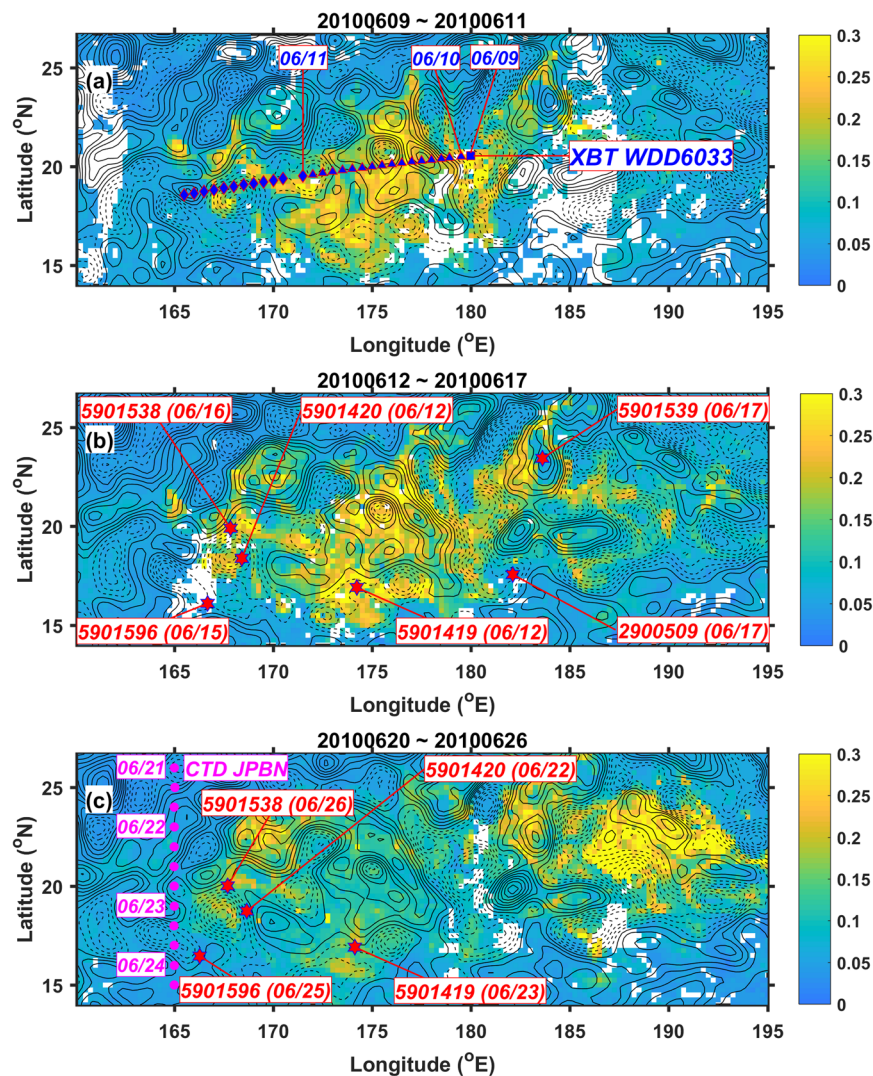 20100609 ~ 20100611
(a)
06/11
06/10
06/09
XBT WDD6033
25
20
15
Latitude (°N)
165 170 175 180 185 190 195
Longitude (°E)
0.3
0.25
0.2
0.15
0.1
0.05
0
20100612 ~ 20100617
5901538 (06/16)
5901420 (06/12)
5901539 (06/17)
(b)
5901596 (06/15)
5901419 (06/12)
2900509 (06/17)
25
20
15
Latitude (°N)
165 170 175 180 185 190 195
Longitude (°E)
0.3
0.25
0.2
0.15
0.1
0.05
0
20100620 ~ 20100626
06/21
CTD JPBN
5901420 (06/22)
(c)
5901538 (06/26)
06/22
06/23
06/24
5901596 (06/25)
5901419 (06/23)
25
20
15
Latitude (°N)
165 170 175 180 185 190 195
Longitude (°E)
0.3
0.25
0.2
0.15
0.1
0.05
0